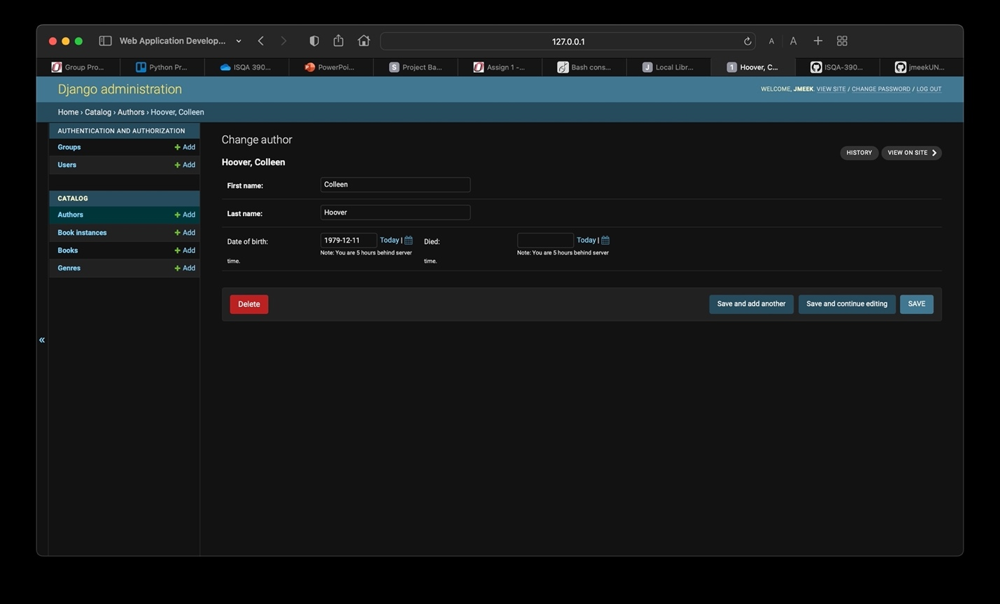 Web Application Develop...
127.0.0.1
A A
Group Pro...
Python Pr...
ISQA 390...
PowerPoi...
S Project Ba...
Assign 1 -...
Bash cons...
J Local Libr...
1 Hoover, C...
ISQA-390...
jmeekUN...
Django administration
WELCOME, JMEEK. VIEW SITE / CHANGE PASSWORD / LOG OUT
Home › Catalog › Authors › Hoover, Colleen
AUTHENTICATION AND AUTHORIZATION
Groups + Add
Users + Add
CATALOG
Authors + Add
Book instances + Add
Books + Add
Genres + Add
«
Change author
HISTORY
VIEW ON SITE
Hoover, Colleen
First name: Colleen
Last name: Hoover
Date of birth: 1979-12-11 Today |
Note: You are 5 hours behind server
time.
Died: Today |
Note: You are 5 hours behind server
time.
Delete
Save and add another
Save and continue editing
SAVE